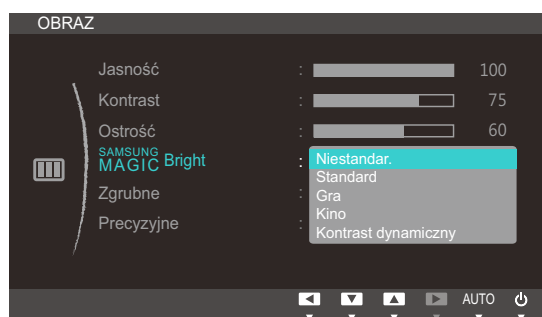 OBRAZ
Jasność : 100
Kontrast : 75
Ostrość : 60
SAMSUNG
MAGIC Bright : Niestandar.
Standard
Zgrubne : Gra
Kino
Precyzyjne : Kontrast dynamiczny
AUTO